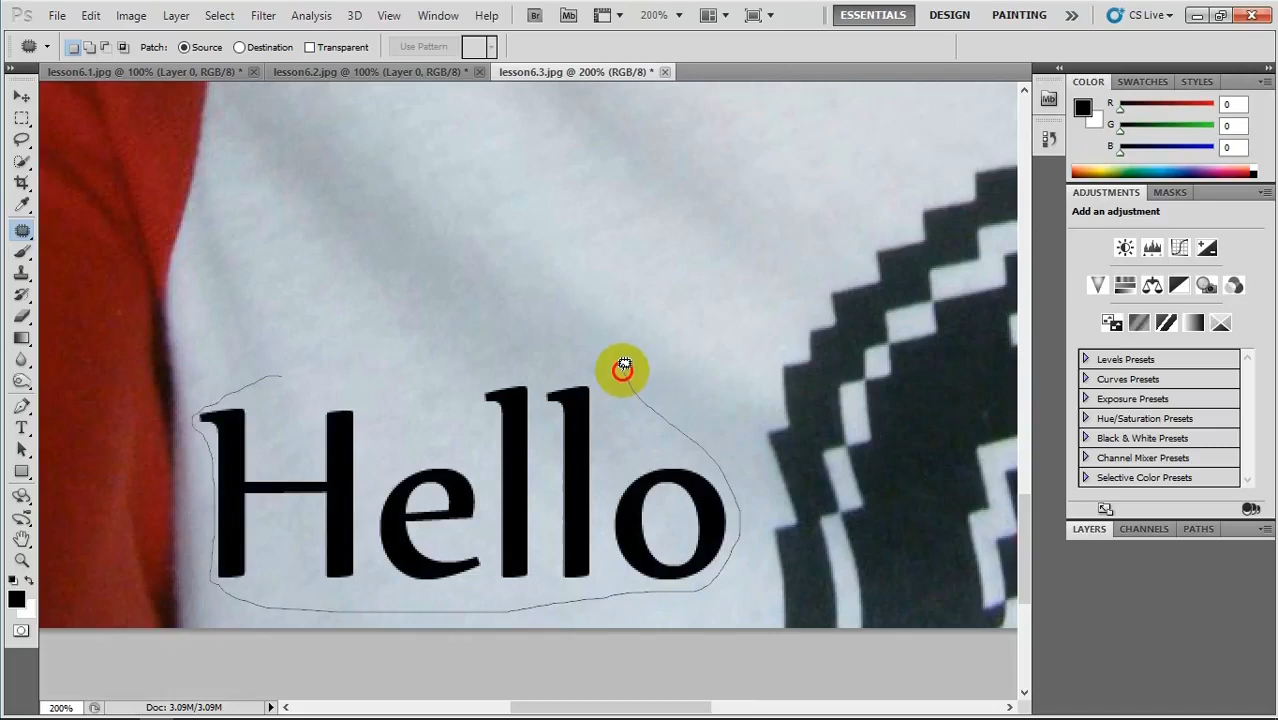 Ps File Edit Image Layer Select Filter Analysis 3D View Window Help Br Mb 200% ESSENTIALS DESIGN PAINTING CS Live
Patch: Source Destination Transparent Use Pattern
lesson6.1.jpg @ 100% (Layer 0, RGB/8) * lesson6.2.jpg @ 100% (Layer 0, RGB/8) * lesson6.3.jpg @ 200% (RGB/8) *
COLOR SWATCHES STYLES
Mb
R 0
G 0
B 0
ADJUSTMENTS MASKS
Add an adjustment
Levels Presets
Curves Presets
Exposure Presets
Hue/Saturation Presets
Black & White Presets
Channel Mixer Presets
Selective Color Presets
LAYERS CHANNELS PATHS
Hello
200% Doc: 3.09M/3.09M